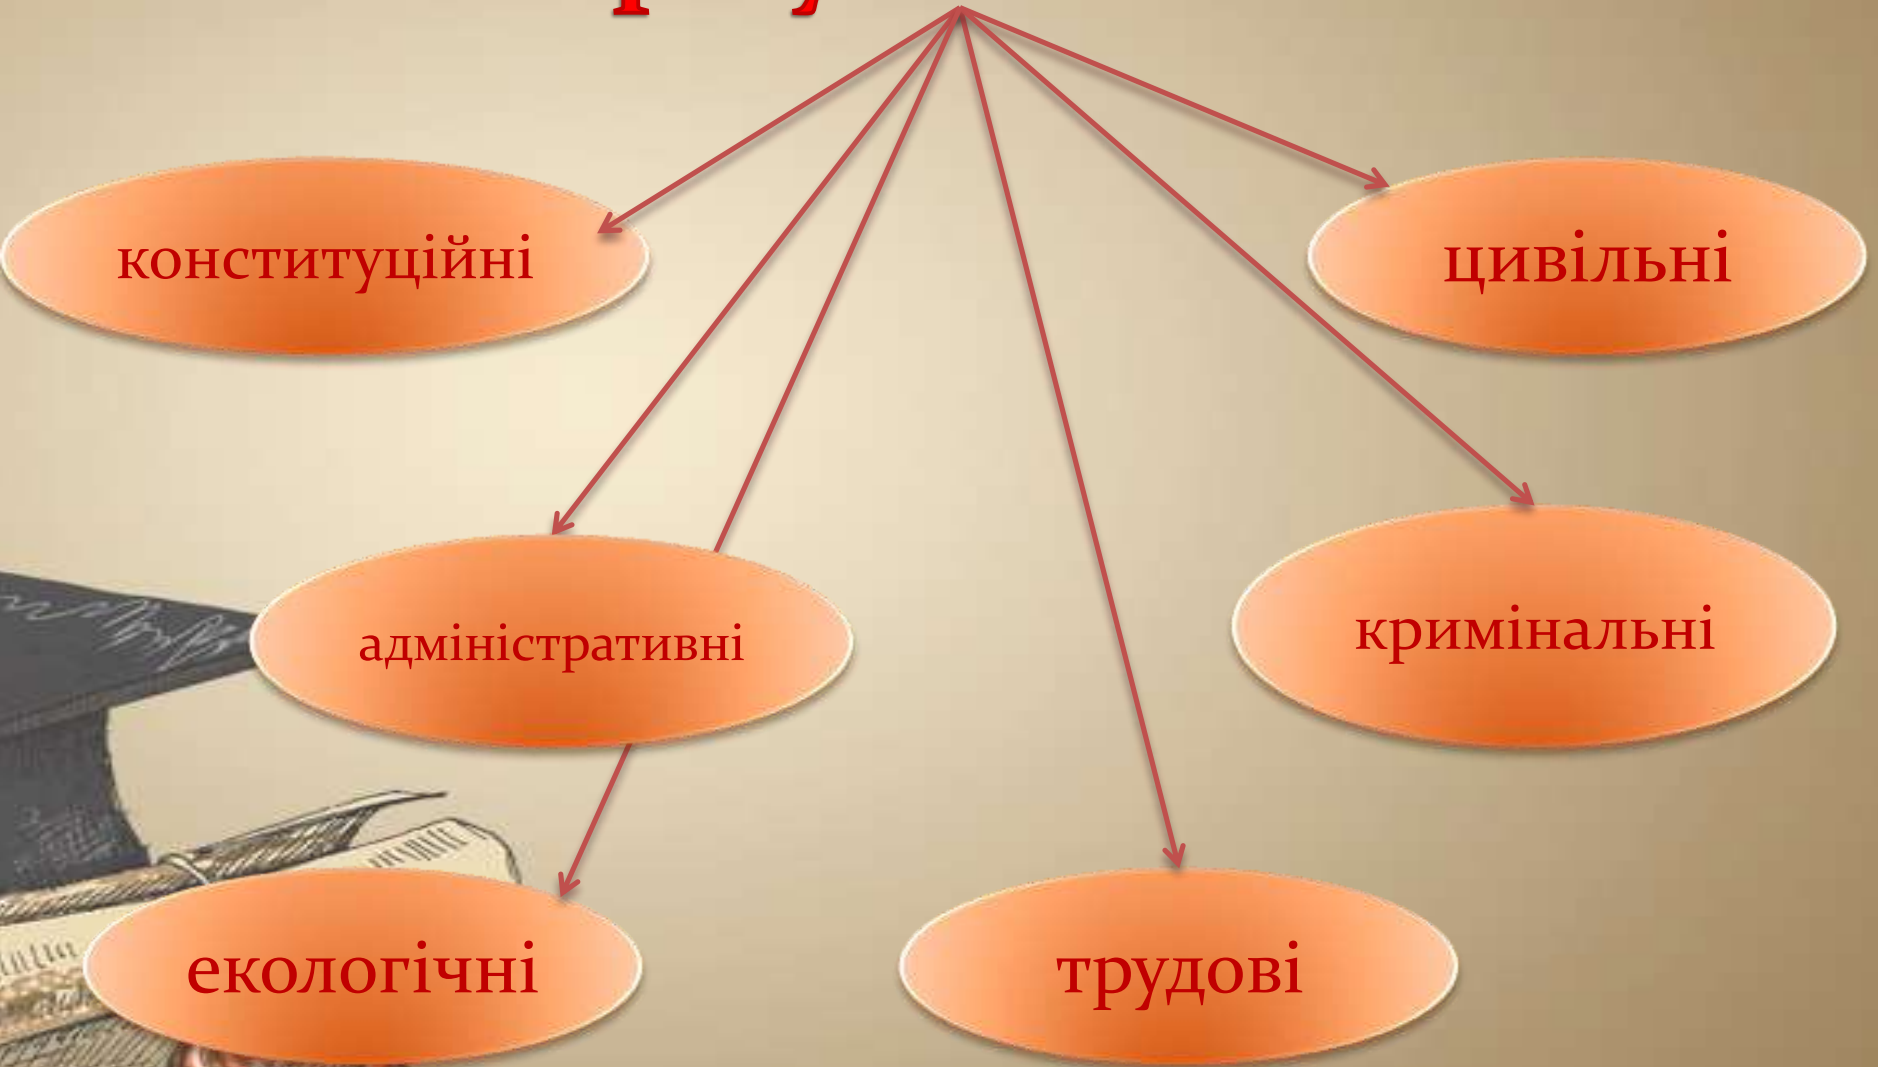 конституційні
цивільні
адміністративні
кримінальні
екологічні
трудові